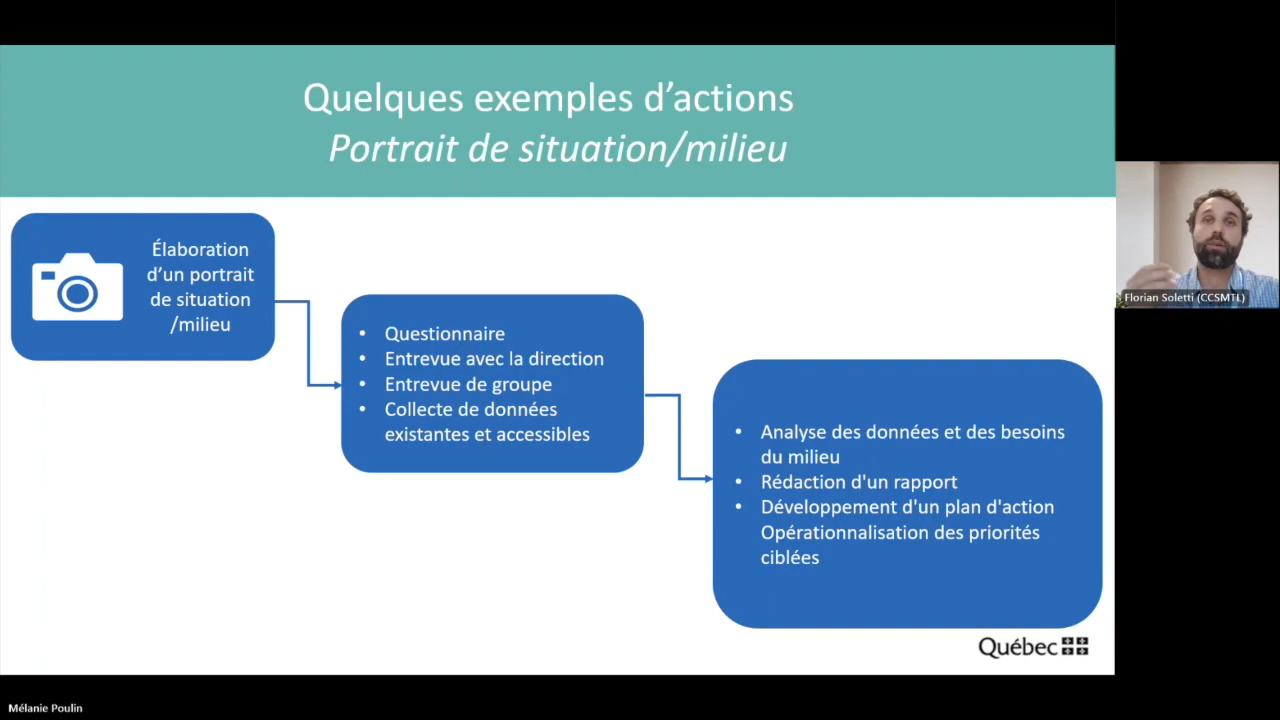 Quelques exemples d’actions
Portrait de situation/milieu
Élaboration
d’un portrait
de situation
/milieu
• Questionnaire
• Entrevue avec la direction
• Entrevue de groupe
• Collecte de données
existantes et accessibles
• Analyse des données et des besoins
du milieu
• Rédaction d'un rapport
• Développement d'un plan d'action
Opérationnalisation des priorités
ciblées
Québec
Florian Soletti (CCSMTL)
Mélanie Poulin